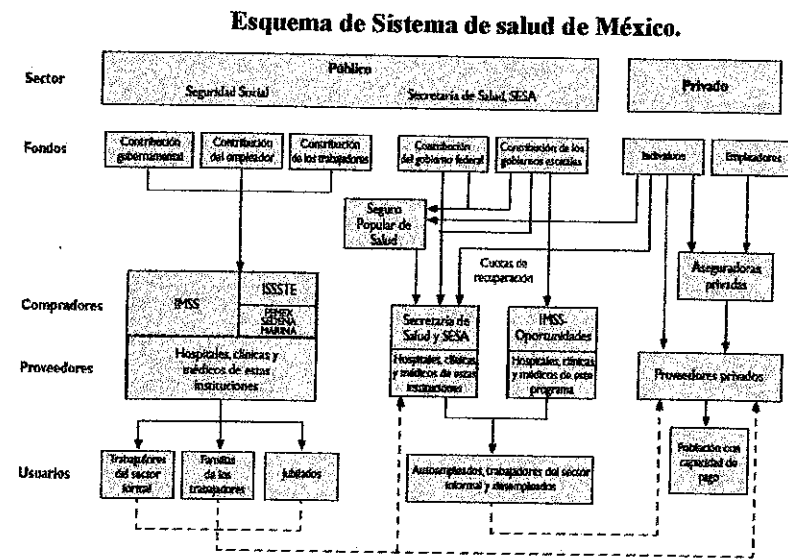 Esquema de Sistema de salud de México.
Sector
Público
Seguridad Social
Secretaría de Salud, SESA
Privado
Fondos
Contribución
gubernamental
Contribución
del empleador
Contribución
de los trabajadores
Contribución
del gobierno federal
Contribución de los
gobiernos estatales
Individuos
Empleadores
Seguro
Popular de
Salud
Cuotas de
recuperación
Aseguradoras
privadas
Compradores
IMSS
ISSSTE
PEMEX
SEDENA
MARINA
Secretaría de
Salud y SESA
IMSS-
Oportunidades
Proveedores
Hospitales, clínicas y
médicos de estas
instituciones
Hospitales, clínicas
y médicos de estas
instituciones
Hospitales, clínicas
y médicos de este
programa
Proveedores privados
Usuarios
Trabajadores
del sector
formal
Familias
de los
trabajadores
Jubilados
Autoempleados, trabajadores del sector
informal y desempleados
Población con
capacidad de
pago